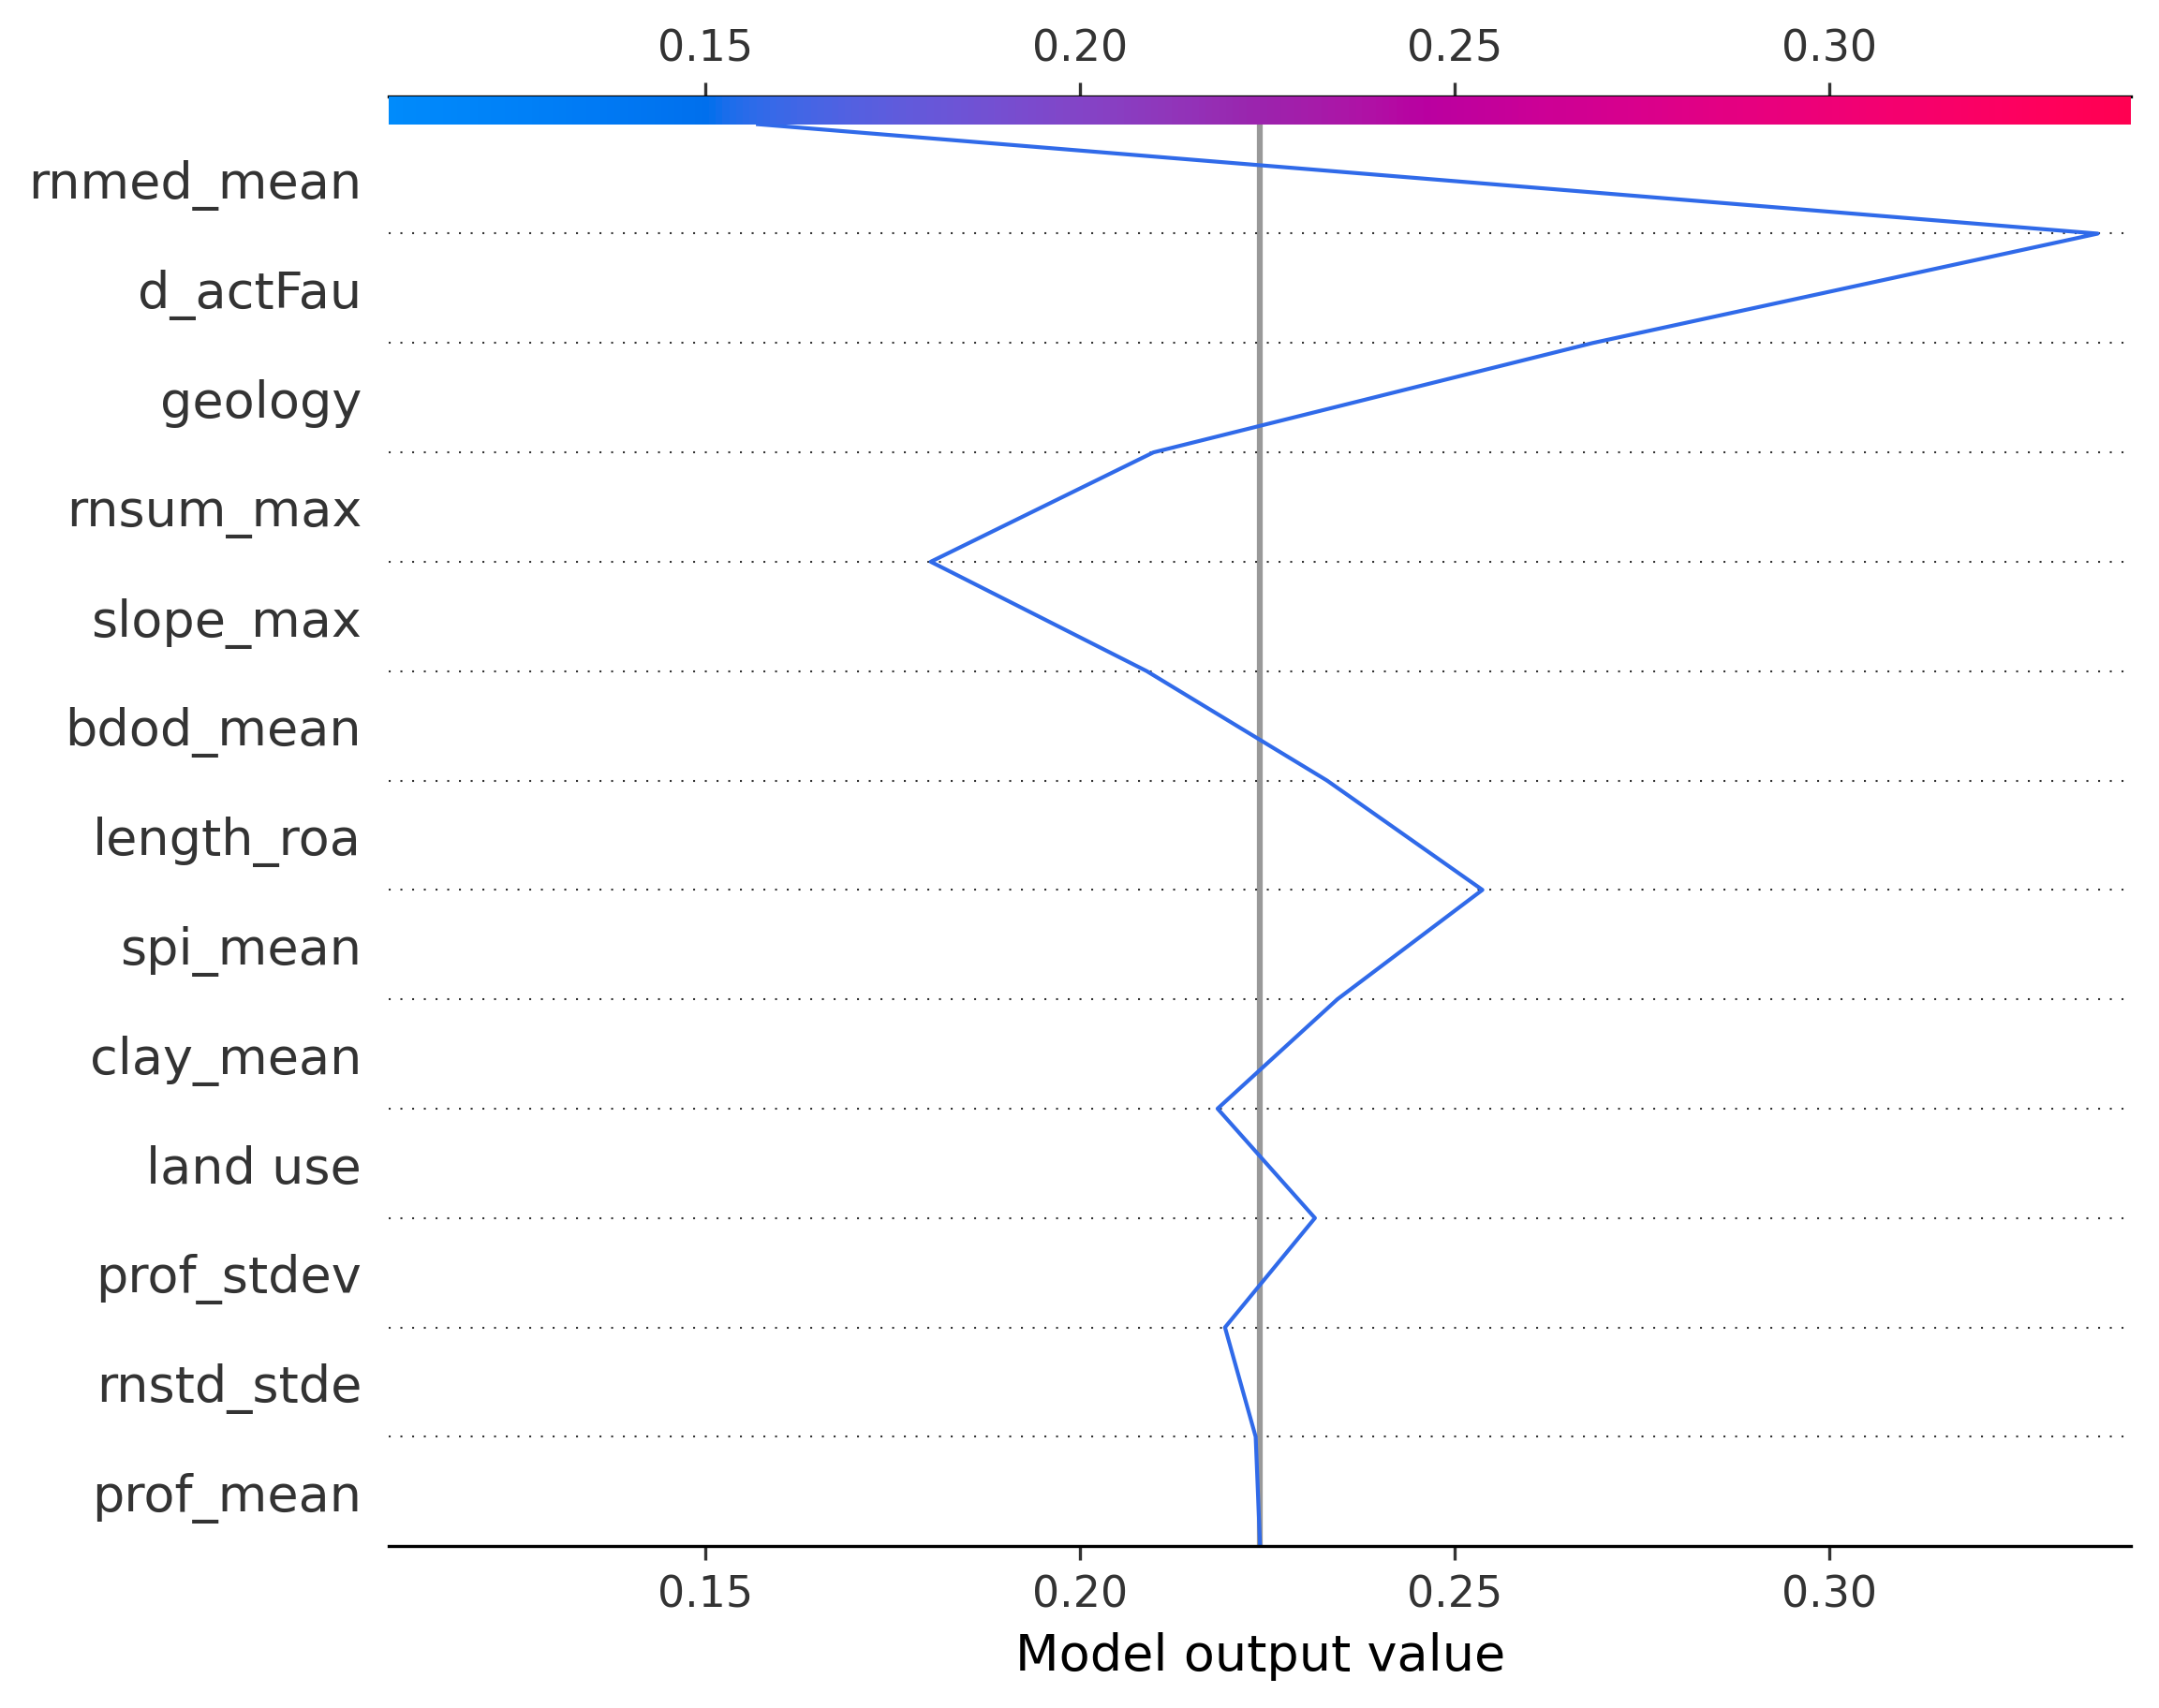 0.15 0.20 0.25 0.30
rnmed_mean
d_actFau
geology
rnsum_max
slope_max
bdod_mean
length_roa
spi_mean
clay_mean
land use
prof_stdev
rnstd_stde
prof_mean
0.15 0.20 0.25 0.30
Model output value